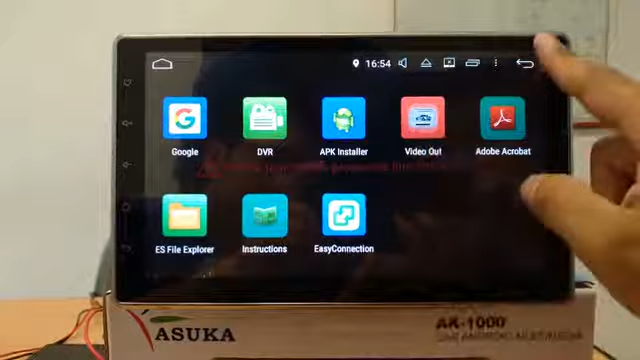 16:54
Google DVR APK Installer Video Out Adobe Acrobat
ES File Explorer Instructions EasyConnection
ASUKA AK-1000